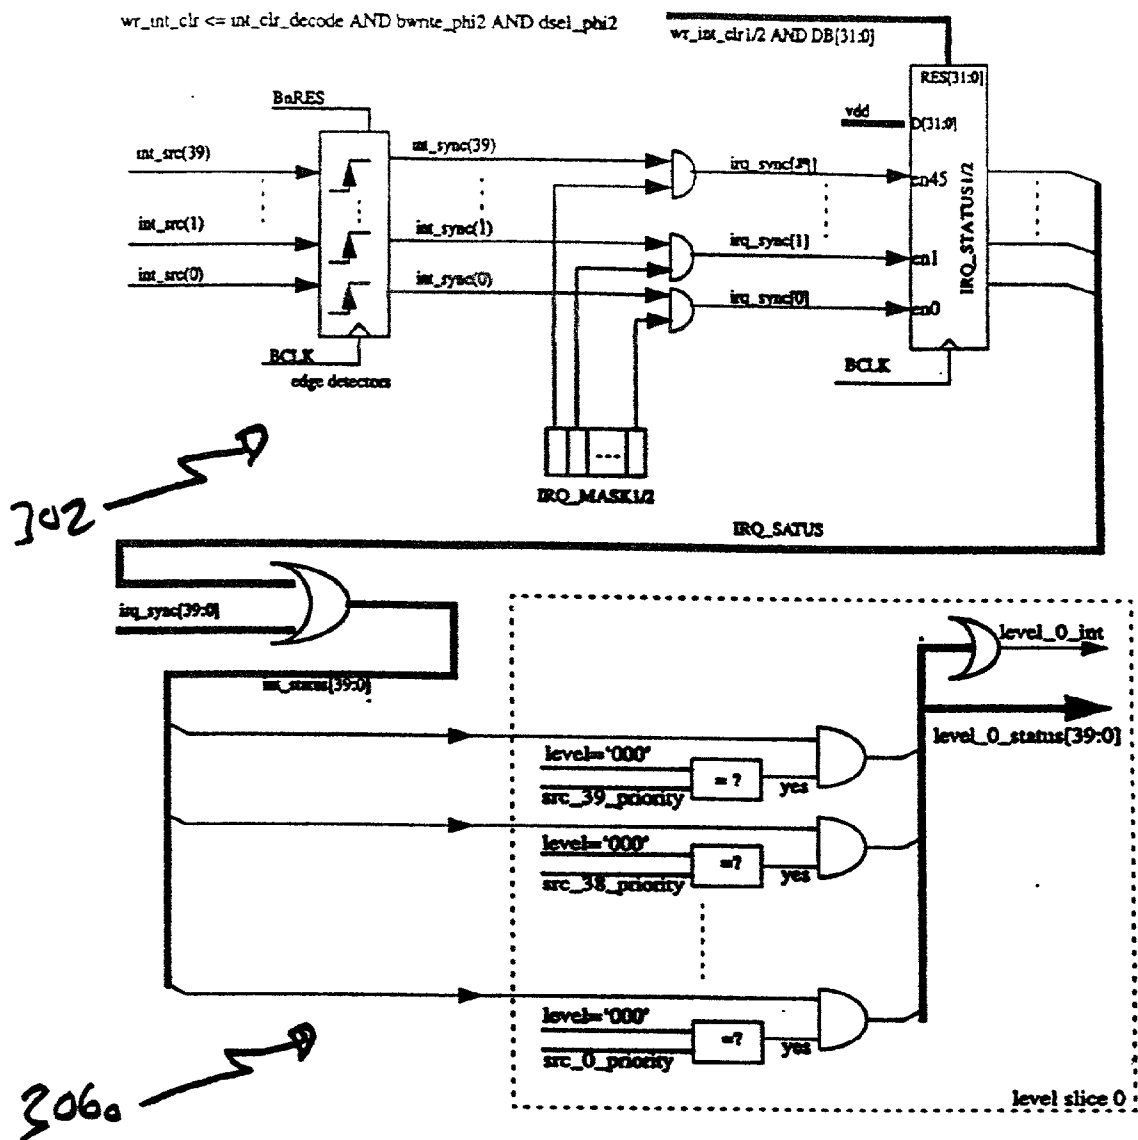 wr_int_clr <= int_clr_decode AND bwrite_phi2 AND dsel_phi2
wr_int_clr1/2 AND DB[31:0]
RES[31:0]
BnRES
vdd
D[31:0]
int_src(39)
int_sync(39)
irq_sync[39]
en45
IRQ_STATUS1/2
int_src(1)
int_sync(1)
irq_sync[1]
en1
int_src(0)
int_sync(0)
irq_sync[0]
en0
BCLK
BCLK
edge detectors
302
IRQ_MASK1/2
IRQ_SATUS
irq_sync[39:0]
level_0_int
int_status[39:0]
level_0_status[39:0]
level='000'
= ?
yes
src_39_priority
level='000'
=?
yes
src_38_priority
level='000'
=?
yes
src_0_priority
306o
level slice 0